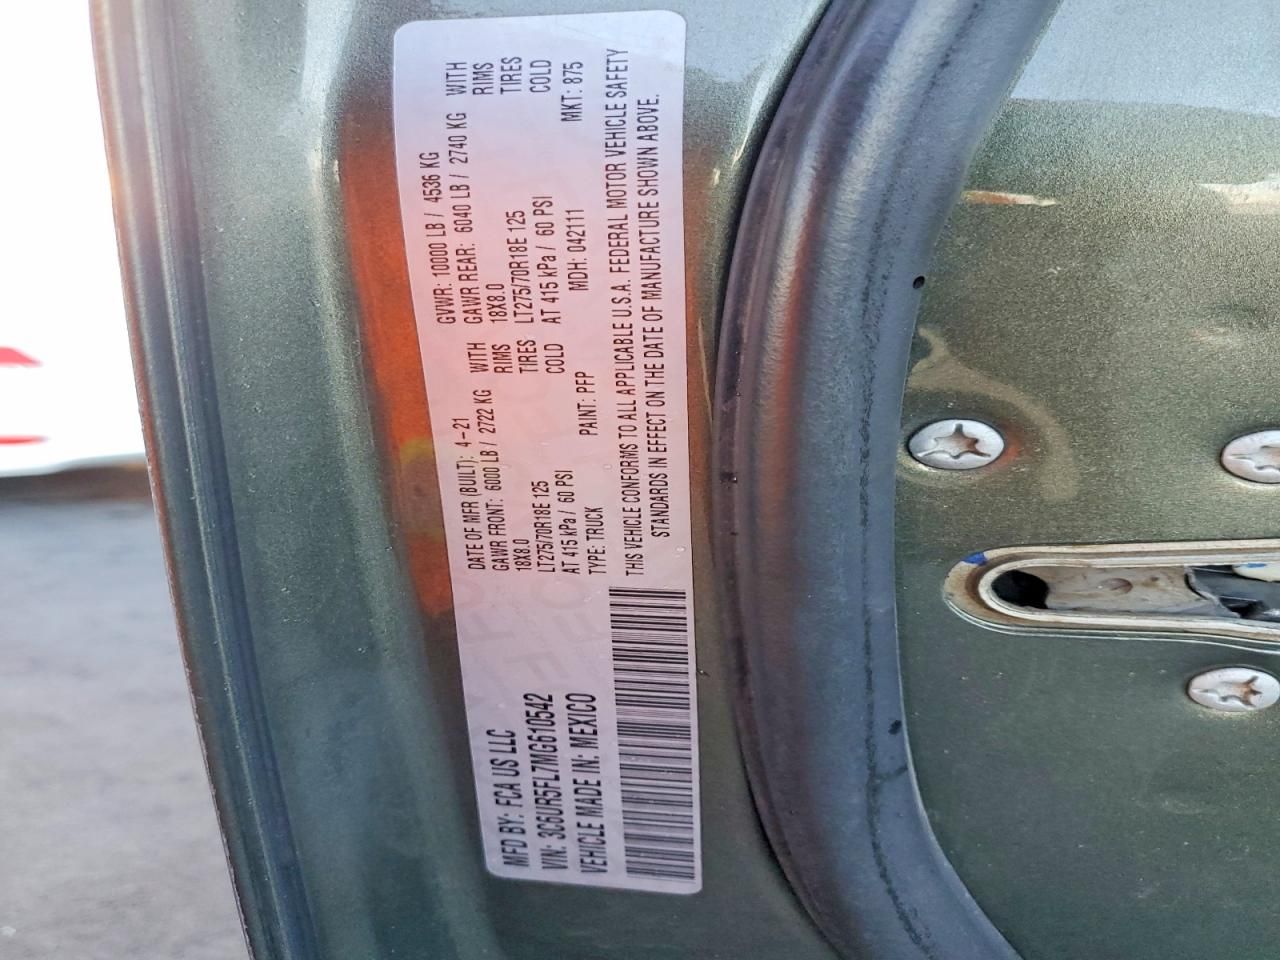 MFD BY: FCA US LLC
VIN: 3C6UR5FL7MG610542
VEHICLE MADE IN: MEXICO
DATE OF MFR (BUILT): 4-21 GVWR: 10000 LB / 4536 KG
GAWR FRONT: 6000 LB / 2722 KG WITH GAWR REAR: 6040 LB / 2740 KG WITH
18X8.0 RIMS 18X8.0 RIMS
LT275/70R18E 125 TIRES LT275/70R18E 125 TIRES
AT 415 kPa / 60 PSI COLD AT 415 kPa / 60 PSI COLD
TYPE: TRUCK PAINT: PFP MDH: 042111 MKT: 875
THIS VEHICLE CONFORMS TO ALL APPLICABLE U.S.A. FEDERAL MOTOR VEHICLE SAFETY
STANDARDS IN EFFECT ON THE DATE OF MANUFACTURE SHOWN ABOVE.